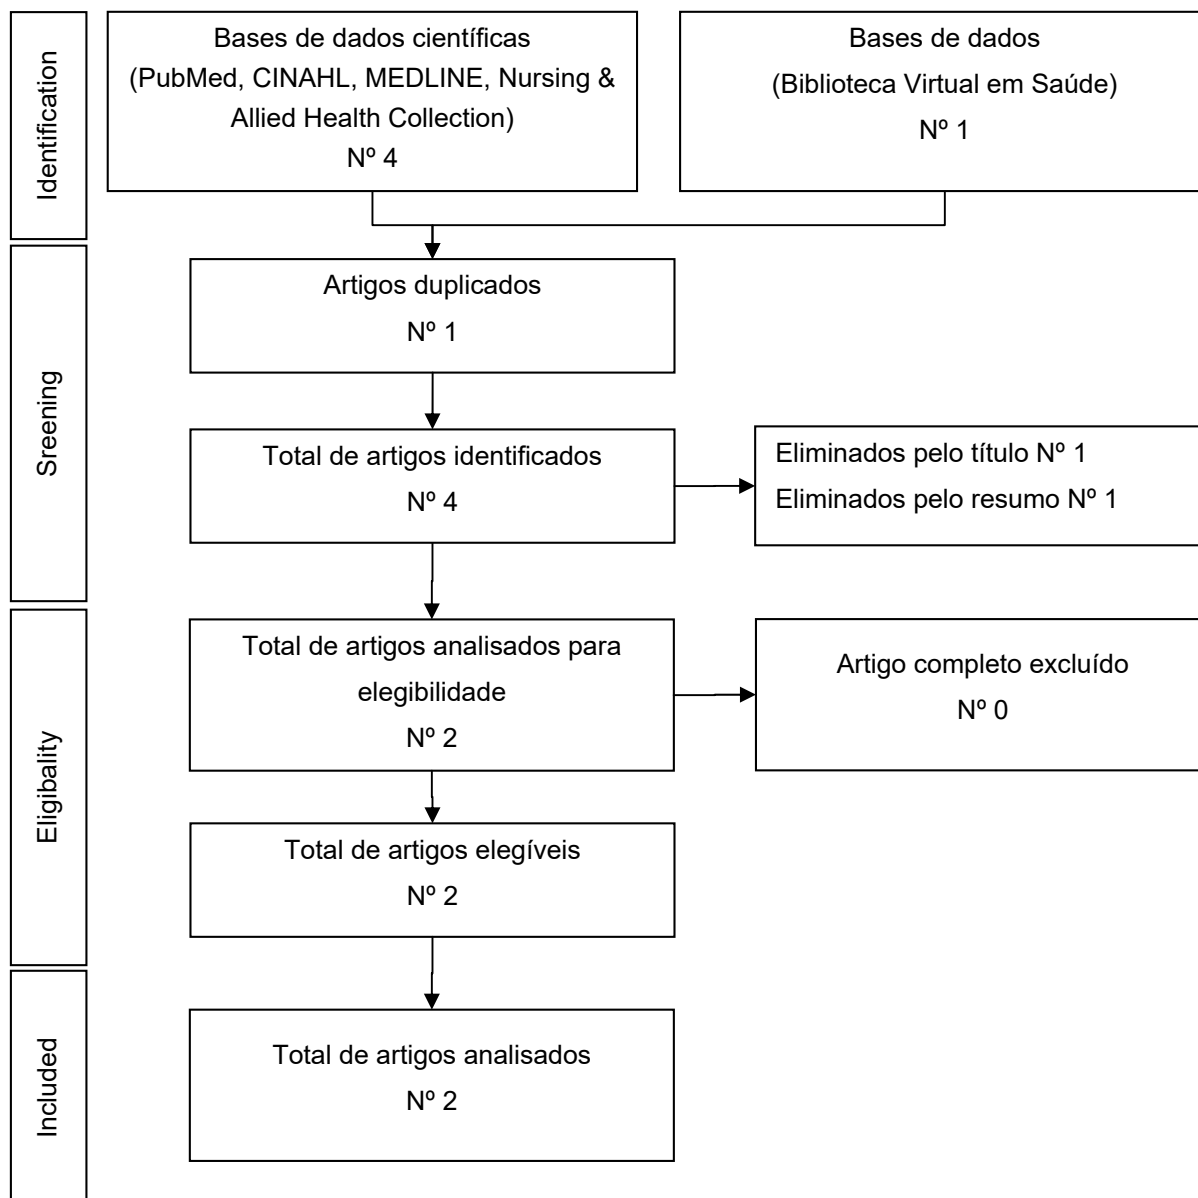 Identification
Bases de dados científicas
(PubMed, CINAHL, MEDLINE, Nursing &
Allied Health Collection)
Nº 4
Bases de dados
(Biblioteca Virtual em Saúde)
Nº 1
Sreening
Artigos duplicados
Nº 1
Total de artigos identificados
Nº 4
Eliminados pelo título Nº 1
Eliminados pelo resumo Nº 1
Eligibality
Total de artigos analisados para
elegibilidade
Nº 2
Artigo completo excluído
Nº 0
Total de artigos elegíveis
Nº 2
Included
Total de artigos analisados
Nº 2